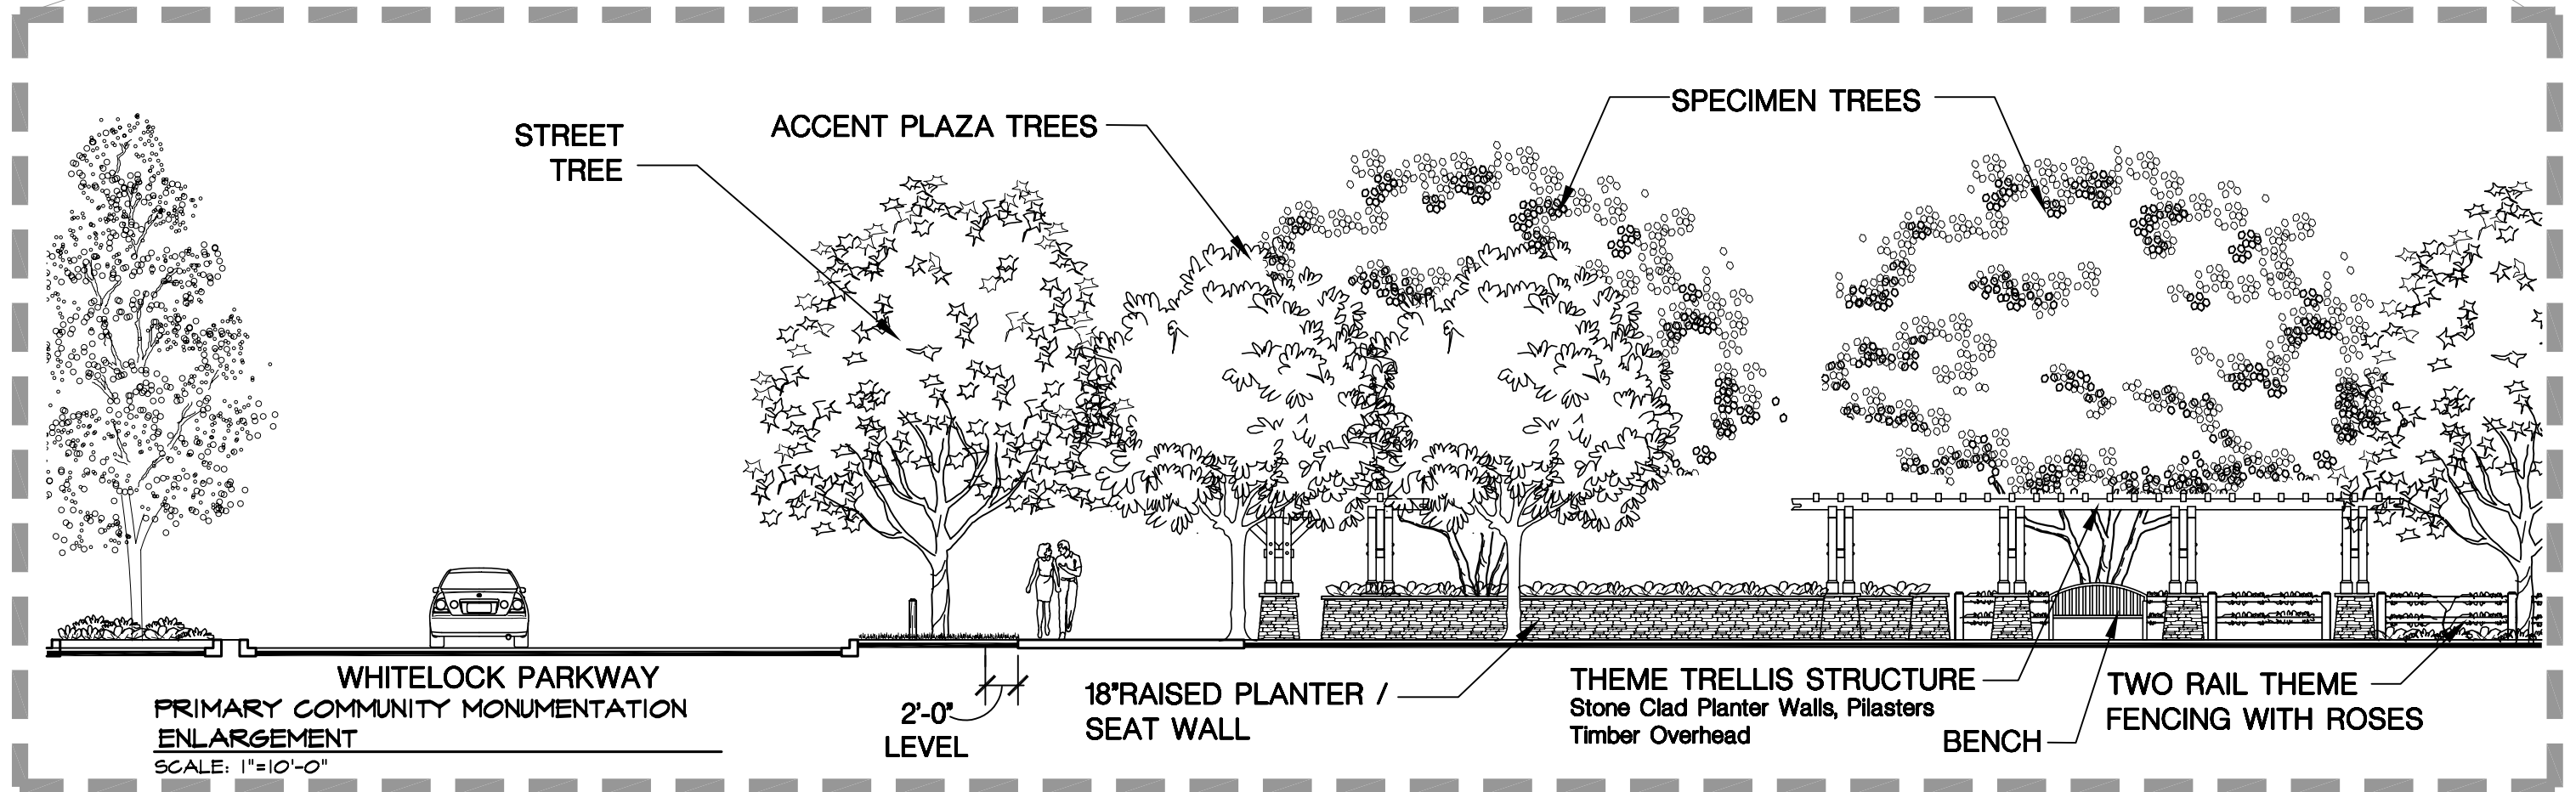 STREET
TREE
ACCENT PLAZA TREES
SPECIMEN TREES
WHITELOCK PARKWAY
PRIMARY COMMUNITY MONUMENTATION
ENLARGEMENT
SCALE: 1"=10'-0"
2'-0"
LEVEL
18"RAISED PLANTER /
SEAT WALL
THEME TRELLIS STRUCTURE
Stone Clad Planter Walls, Pilasters
Timber Overhead
BENCH
TWO RAIL THEME
FENCING WITH ROSES